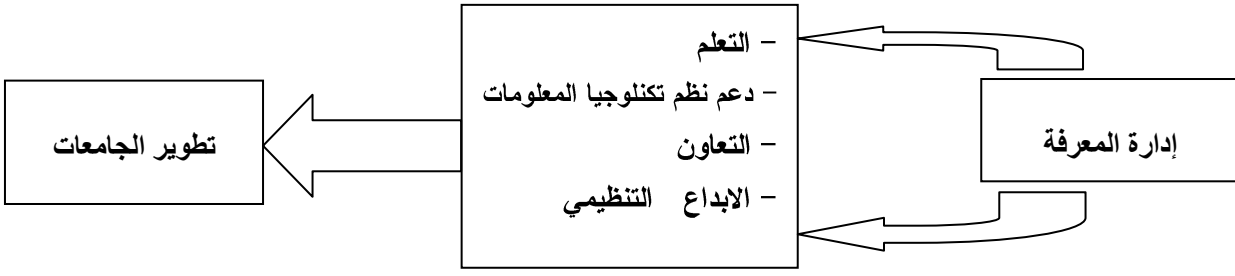 إدارة المعرفة
– التعلم
– دعم نظم تكنلوجيا المعلومات
– التعاون
– الابداع التنظيمي
تطوير الجامعات